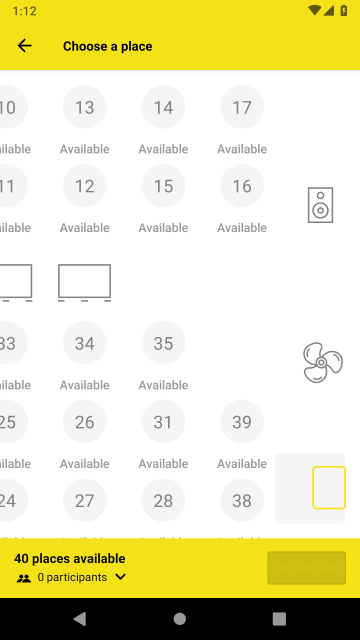 1:12
Choose a place
10 13 14 17
ilable Available Available Available
11 12 15 16
ilable Available Available Available
33 34 35
ilable Available Available
25 26 31 39
ilable Available Available Available
24 27 28 38
40 places available
0 participants